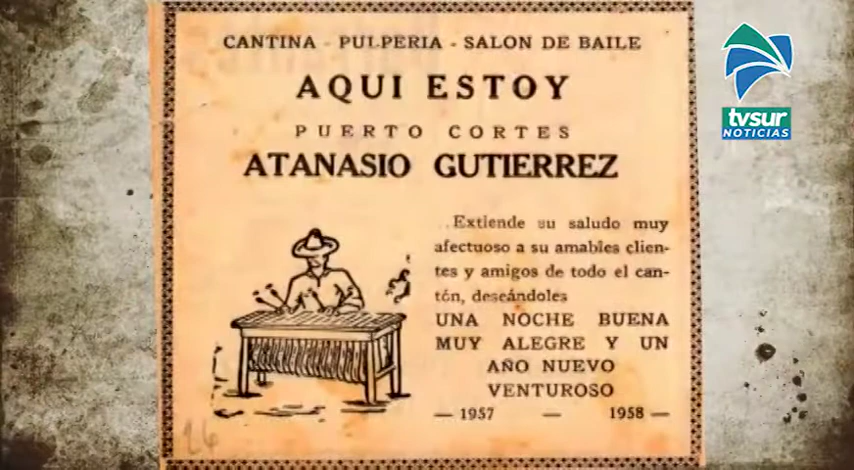 CANTINA - PULPERIA - SALON DE BAILE
AQUI ESTOY
PUERTO CORTES
ATANASIO GUTIERREZ
Extiende su saludo muy
afectuoso a su amables clien-
tes y amigos de todo el can-
tón, deseándoles
UNA NOCHE BUENA
MUY ALEGRE Y UN
AÑO NUEVO
VENTUROSO
— 1957 — 1958 —
26
tvsur
NOTICIAS